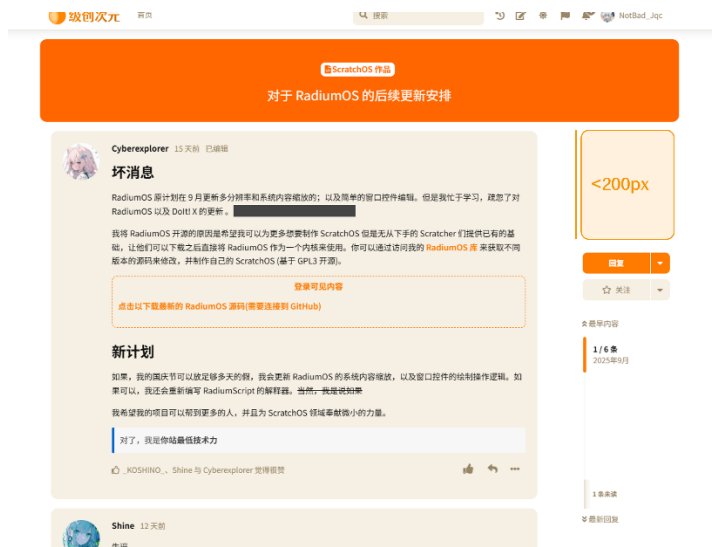 级创次元
首页
搜索
NotBad_Jqc
ScratchOS 作品
对于 RadiumOS 的后续更新安排
Cyberexplorer 15 天前 已编辑
坏消息
RadiumOS 原计划在 9 月更新多分辨率和系统内容缩放的；以及简单的窗口控件编辑。但是我忙于学习，疏忽了对
RadiumOS 以及 DoIt! X 的更新 。
我将 RadiumOS 开源的原因是希望我可以为更多想要制作 ScratchOS 但是无从下手的 Scratcher 们提供已有的基
础，让他们可以下载之后直接将 RadiumOS 作为一个内核来使用。你可以通过访问我的 RadiumOS 库 来获取不同
版本的源码来修改，并制作自己的 ScratchOS (基于 GPL3 开源)。
登录可见内容
点击以下载最新的 RadiumOS 源码(需要连接到 GitHub)
新计划
如果，我的国庆节可以放足够多天的假，我会更新 RadiumOS 的系统内容缩放，以及窗口控件的绘制操作逻辑。如
果可以，我还会重新编写 RadiumScript 的解释器。当然，我是说如果
我希望我的项目可以帮到更多的人，并且为 ScratchOS 领域奉献微小的力量。
对了，我是你站最低技术力
_KOSHINO_、Shine 与 Cyberexplorer 觉得很赞
Shine 12 天前
<200px
回复
关注
最早内容
1 / 6 条
2025年9月
1 条未读
最新回复